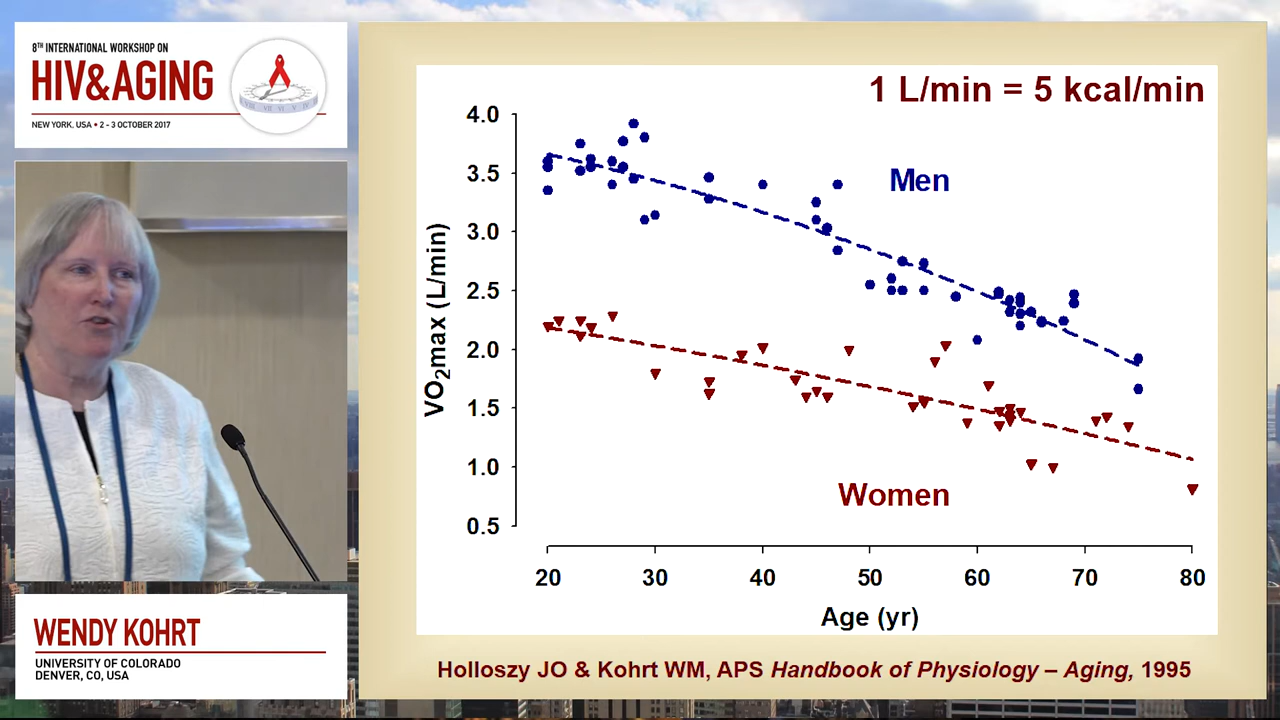 8TH INTERNATIONAL WORKSHOP ON
HIV&AGING
NEW YORK, USA • 2 - 3 OCTOBER 2017
1 L/min = 5 kcal/min
Men
Women
VO2max (L/min)
4.0
3.5
3.0
2.5
2.0
1.5
1.0
0.5
20 30 40 50 60 70 80
Age (yr)
Holloszy JO & Kohrt WM, APS Handbook of Physiology – Aging, 1995
WENDY KOHRT
UNIVERSITY OF COLORADO
DENVER, CO, USA